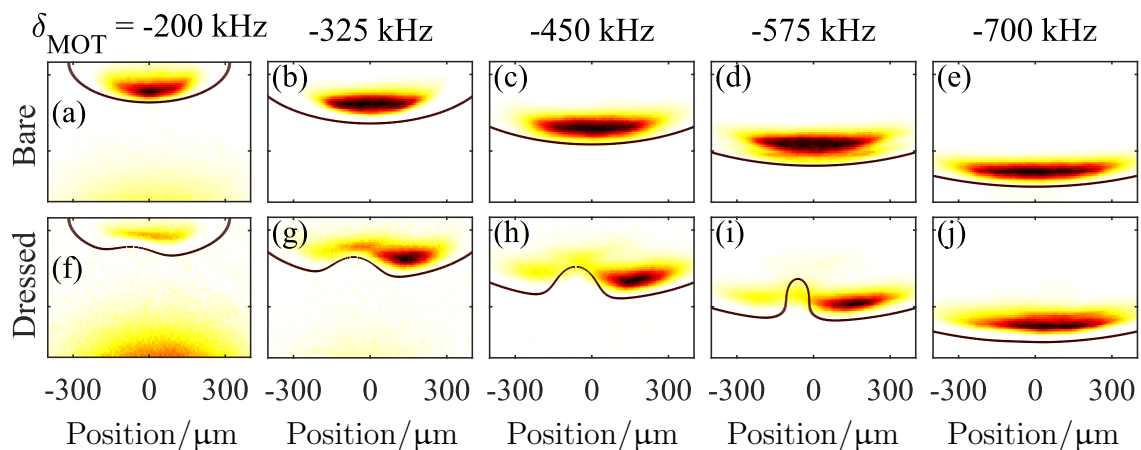 δMOT = -200 kHz -325 kHz -450 kHz -575 kHz -700 kHz
Bare (a) (b) (c) (d) (e)
Dressed (f) (g) (h) (i) (j)
-300 0 300 -300 0 300 -300 0 300 -300 0 300 -300 0 300
Position/μm Position/μm Position/μm Position/μm Position/μm